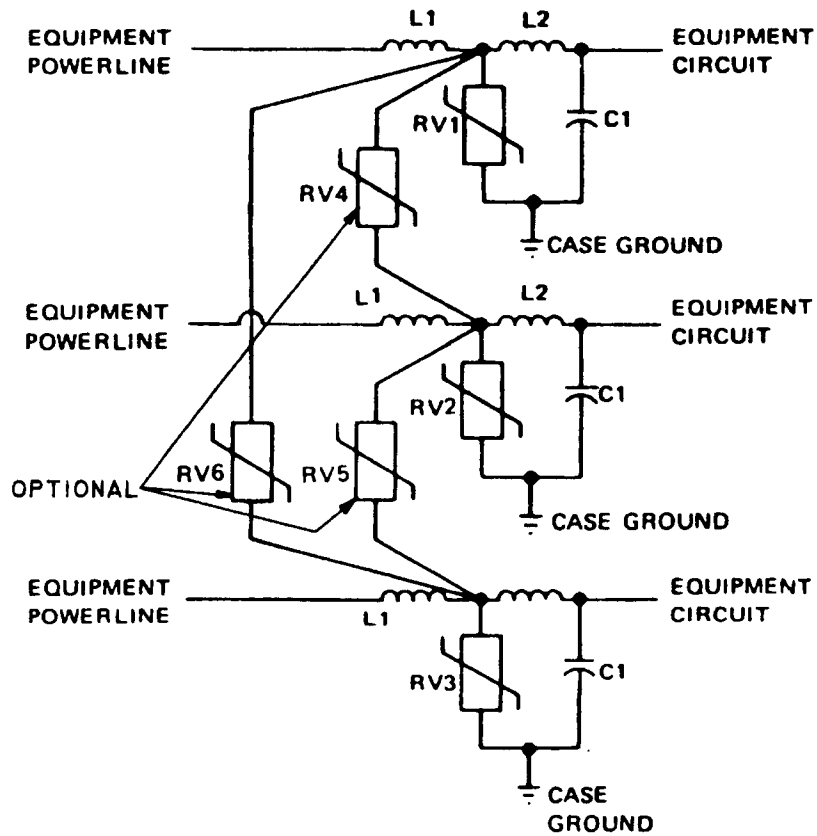 L1
L2
EQUIPMENT
POWERLINE
EQUIPMENT
CIRCUIT
RV1
C1
RV4
CASE GROUND
L1
L2
EQUIPMENT
POWERLINE
EQUIPMENT
CIRCUIT
RV2
C1
RV6
RV5
OPTIONAL
CASE GROUND
EQUIPMENT
POWERLINE
L1
EQUIPMENT
CIRCUIT
RV3
C1
CASE
GROUND